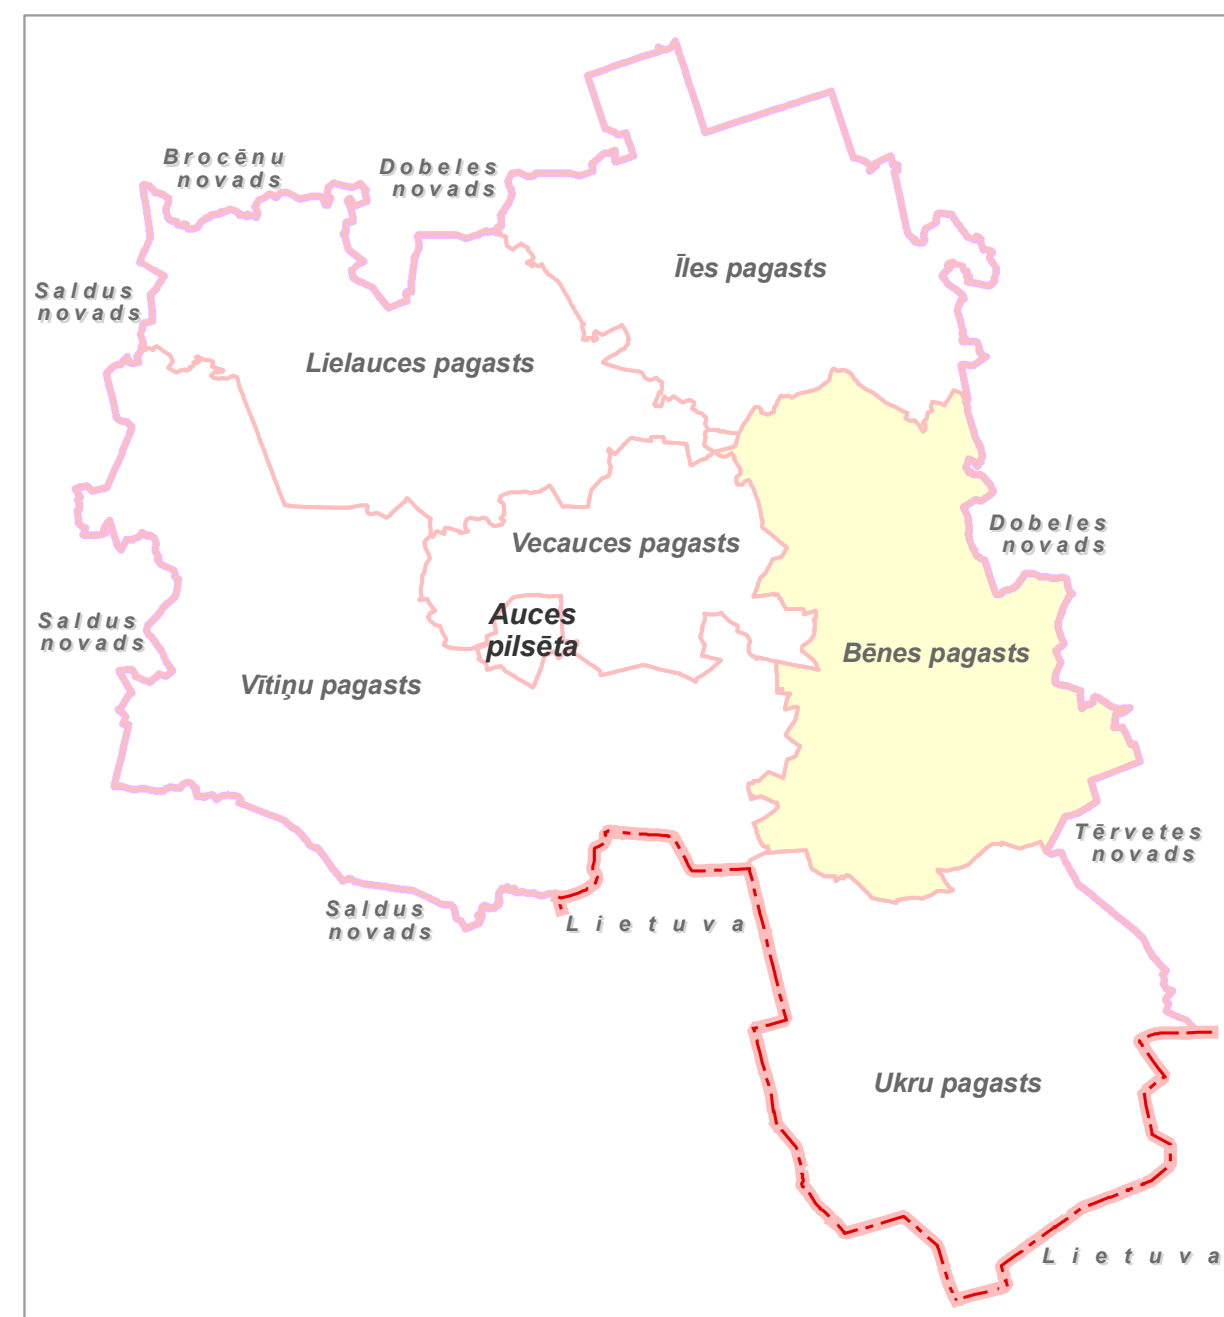 Brocēnu
novads
Dobeles
novads
Īles pagasts
Saldus
novads
Lielauces pagasts
Dobeles
novads
Vecauces pagasts
Auces
pilsēta
Saldus
novads
Bēnes pagasts
Vītiņu pagasts
Tērvetes
novads
Saldus
novads
Lietuva
Ukru pagasts
Lietuva